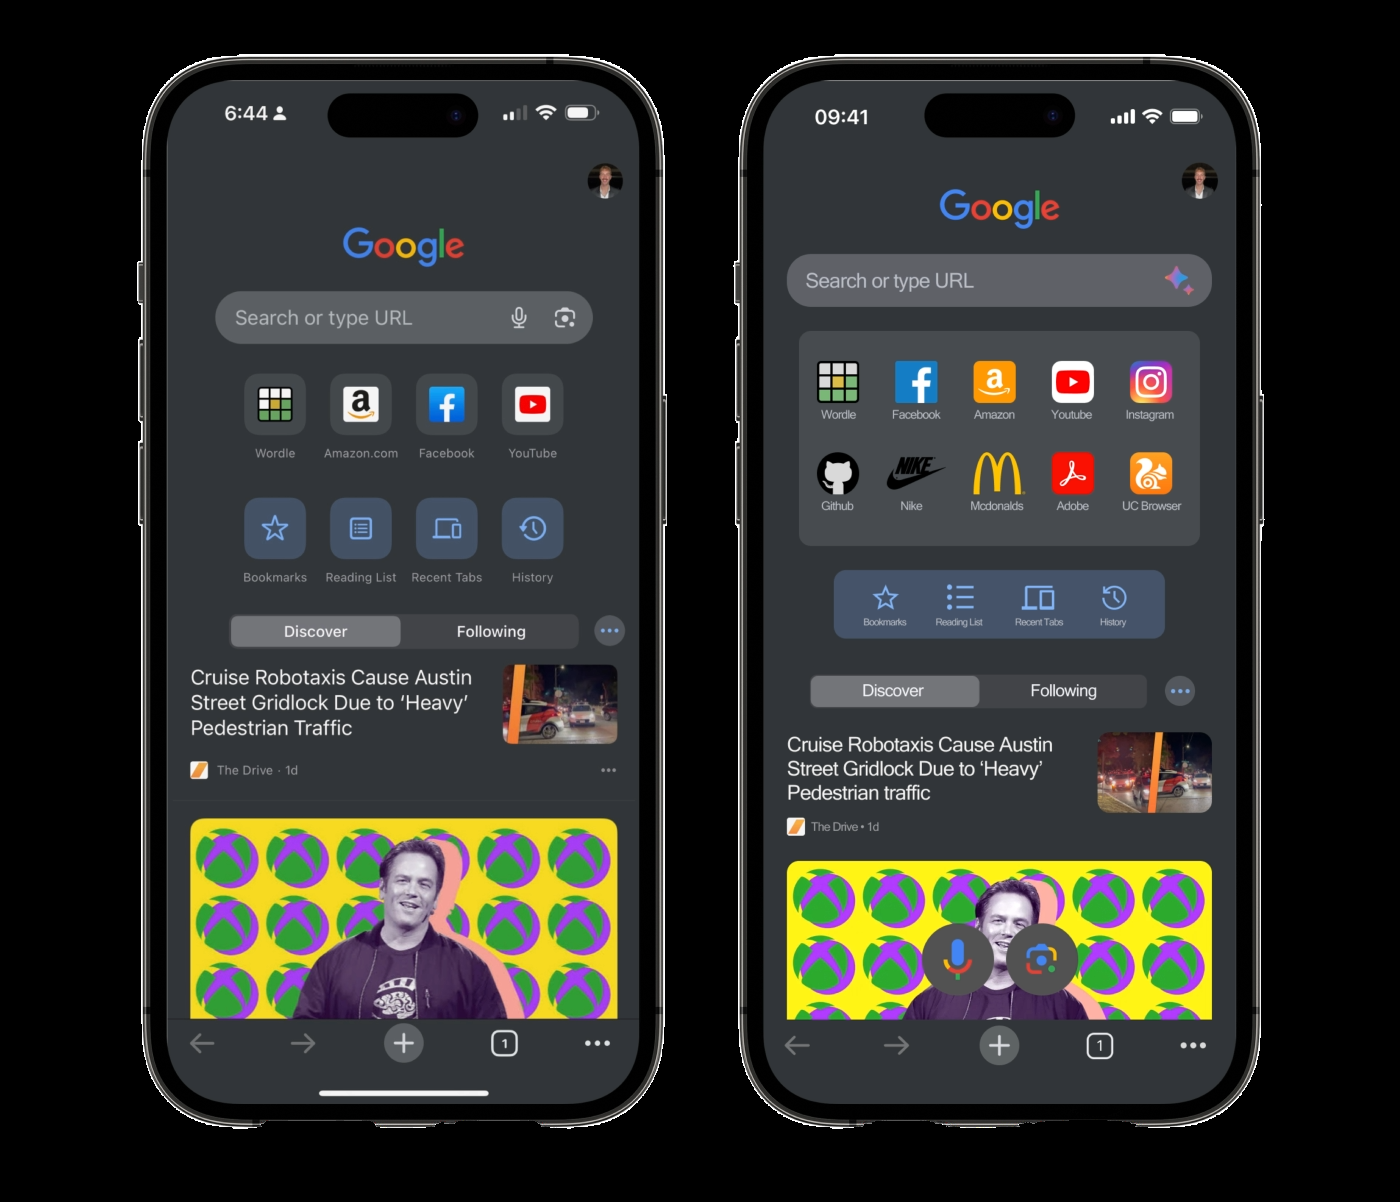 6:44
Google
Search or type URL
Wordle
Amazon.com
Facebook
YouTube
Bookmarks
Reading List
Recent Tabs
History
Discover
Following
Cruise Robotaxis Cause Austin
Street Gridlock Due to ‘Heavy’
Pedestrian Traffic
The Drive · 1d
1
09:41
Google
Search or type URL
Wordle
Facebook
Amazon
Youtube
Instagram
NIKE
Github
Nike
Mcdonalds
Adobe
UC Browser
Bookmarks
Reading List
Recent Tabs
History
Discover
Following
Cruise Robotaxis Cause Austin
Street Gridlock Due to ‘Heavy’
Pedestrian traffic
The Drive • 1d
1